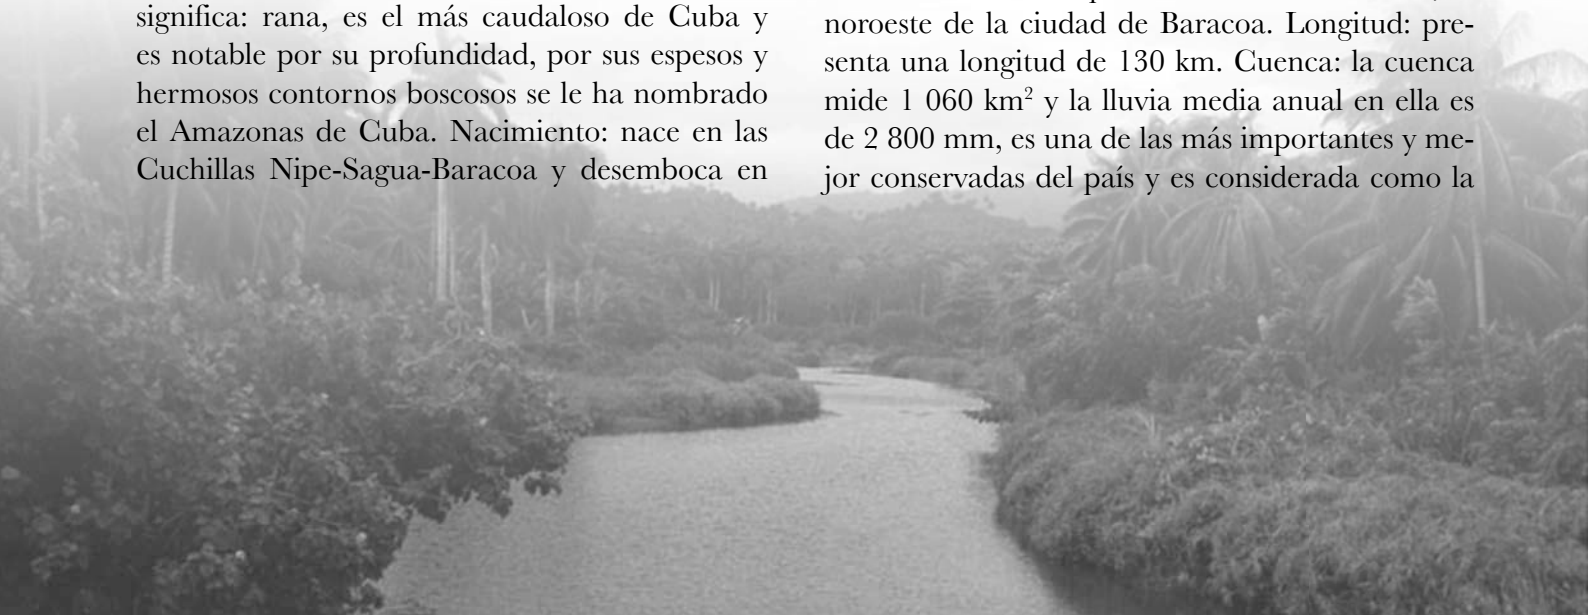 significa: rana, es el más caudaloso de Cuba y
es notable por su profundidad, por sus espesos y
hermosos contornos boscosos se le ha nombrado
el Amazonas de Cuba. Nacimiento: nace en las
Cuchillas Nipe-Sagua-Baracoa y desemboca en
noroeste de la ciudad de Baracoa. Longitud: pre-
senta una longitud de 130 km. Cuenca: la cuenca
mide 1 060 km² y la lluvia media anual en ella es
de 2 800 mm, es una de las más importantes y me-
jor conservadas del país y es considerada como la